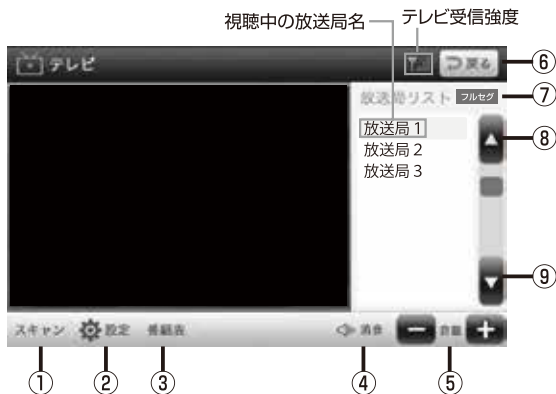 視聴中の放送局名
テレビ受信強度
テレビ
戻る
⑥
放送局リスト フルセグ
⑦
放送局 1
⑧
放送局 2
放送局 3
⑨
スキャン
設定
番組表
消音
音量
①
②
③
④
⑤